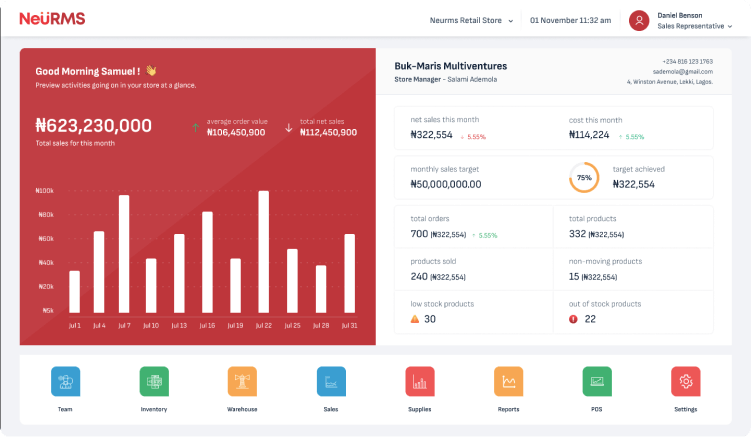 NeüRMS
Neurms Retail Store
01 November 11:32 am
Daniel Benson
Sales Representative
Good Morning Samuel !
Preview activities going on in your store at a glance.
₦623,230,000
Total sales for this month
average order value
₦106,450,900
total net sales
₦112,450,900
₦100k
₦80k
₦60k
₦40k
₦20k
₦5k
Jul 1 Jul 4 Jul 7 Jul 10 Jul 13 Jul 16 Jul 19 Jul 22 Jul 25 Jul 28 Jul 31
Buk-Maris Multiventures
Store Manager - Salami Ademola
+234 816 123 1763
sademola@gmail.com
4, Winston Avenue, Lekki, Lagos.
net sales this month
₦322,554 5.55%
cost this month
₦114,224 5.55%
monthly sales target
₦50,000,000.00
75%
target achieved
₦322,554
total orders
700 (₦322,554) 5.55%
total products
332 (₦322,554)
products sold
240 (₦322,554)
non-moving products
15 (₦322,554)
low stock products
30
out of stock products
22
Team
Inventory
Warehouse
Sales
Supplies
Reports
POS
Settings